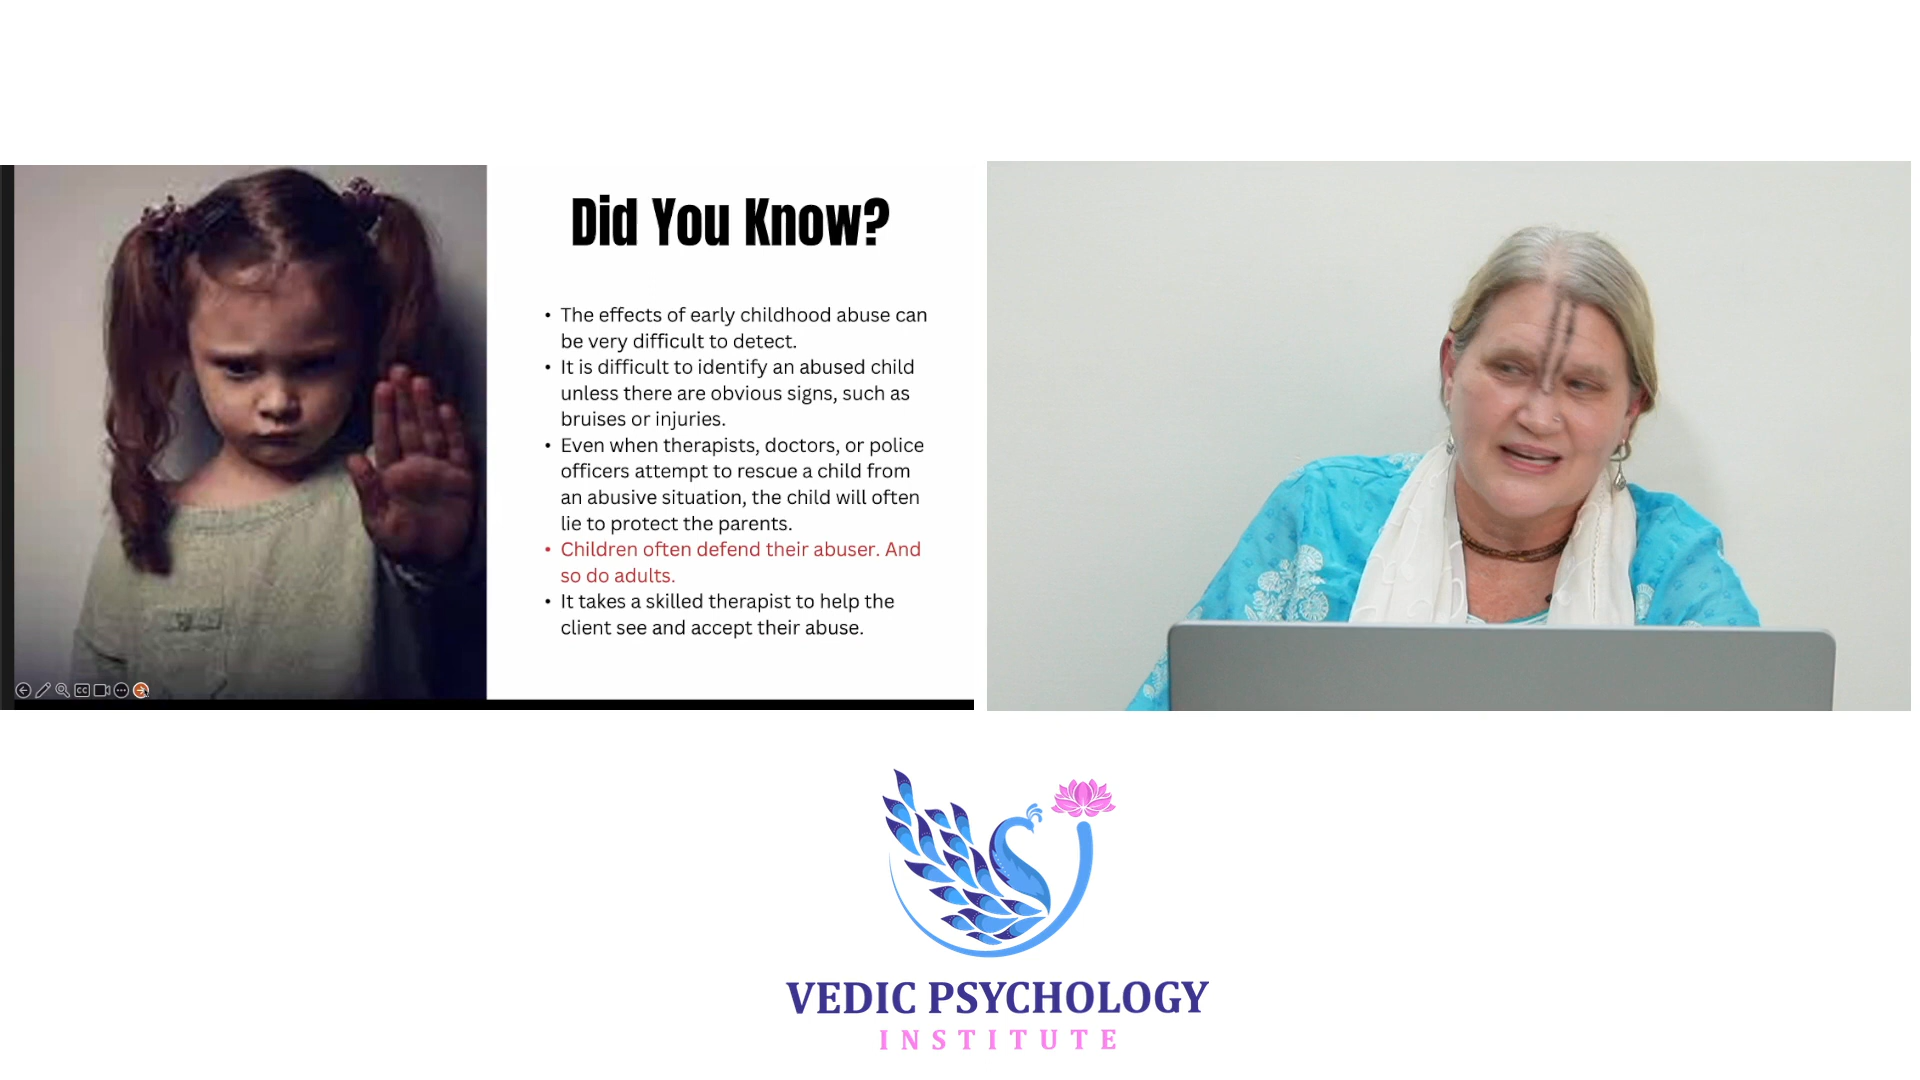 Did You Know?
• The effects of early childhood abuse can
be very difficult to detect.
• It is difficult to identify an abused child
unless there are obvious signs, such as
bruises or injuries.
• Even when therapists, doctors, or police
officers attempt to rescue a child from
an abusive situation, the child will often
lie to protect the parents.
• Children often defend their abuser. And
so do adults.
• It takes a skilled therapist to help the
client see and accept their abuse.
CC
VEDIC PSYCHOLOGY
INSTITUTE